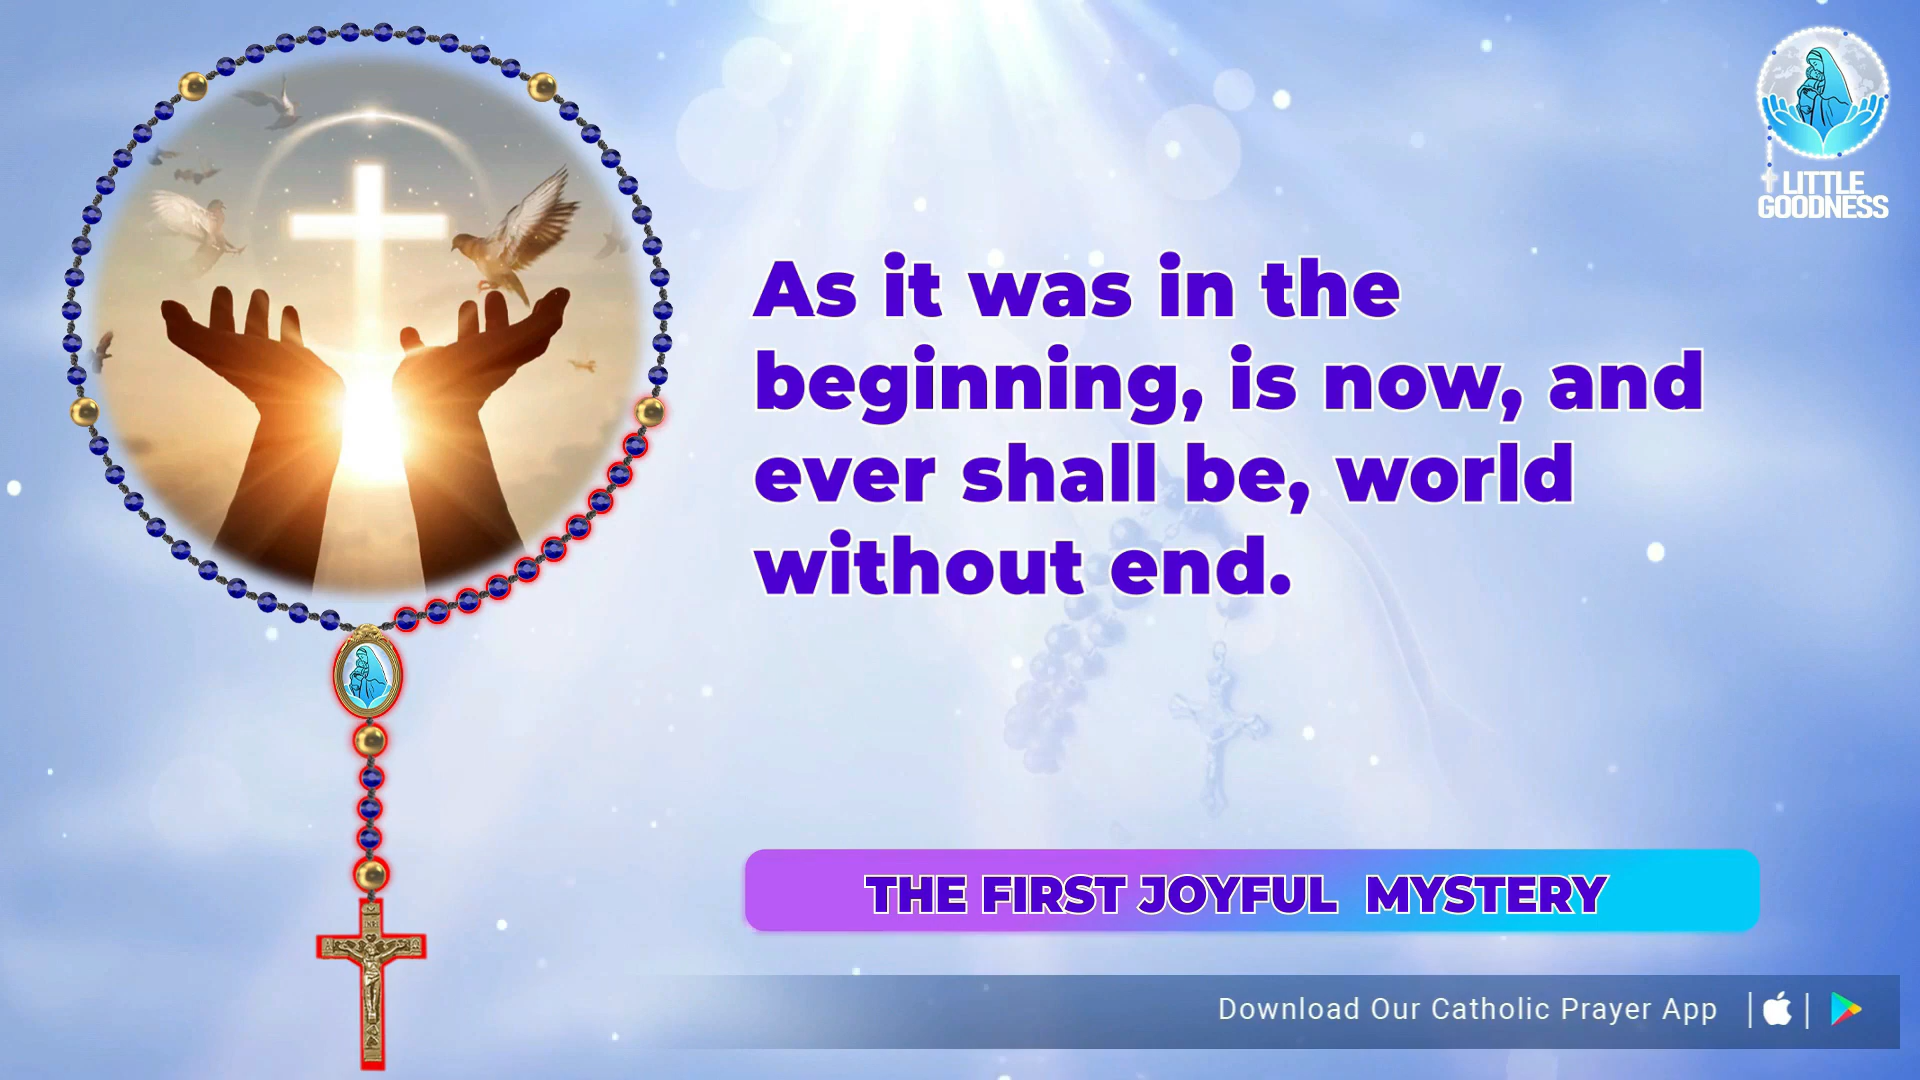 LITTLE
GOODNESS
As it was in the
beginning, is now, and
ever shall be, world
without end.
THE FIRST JOYFUL MYSTERY
Download Our Catholic Prayer App